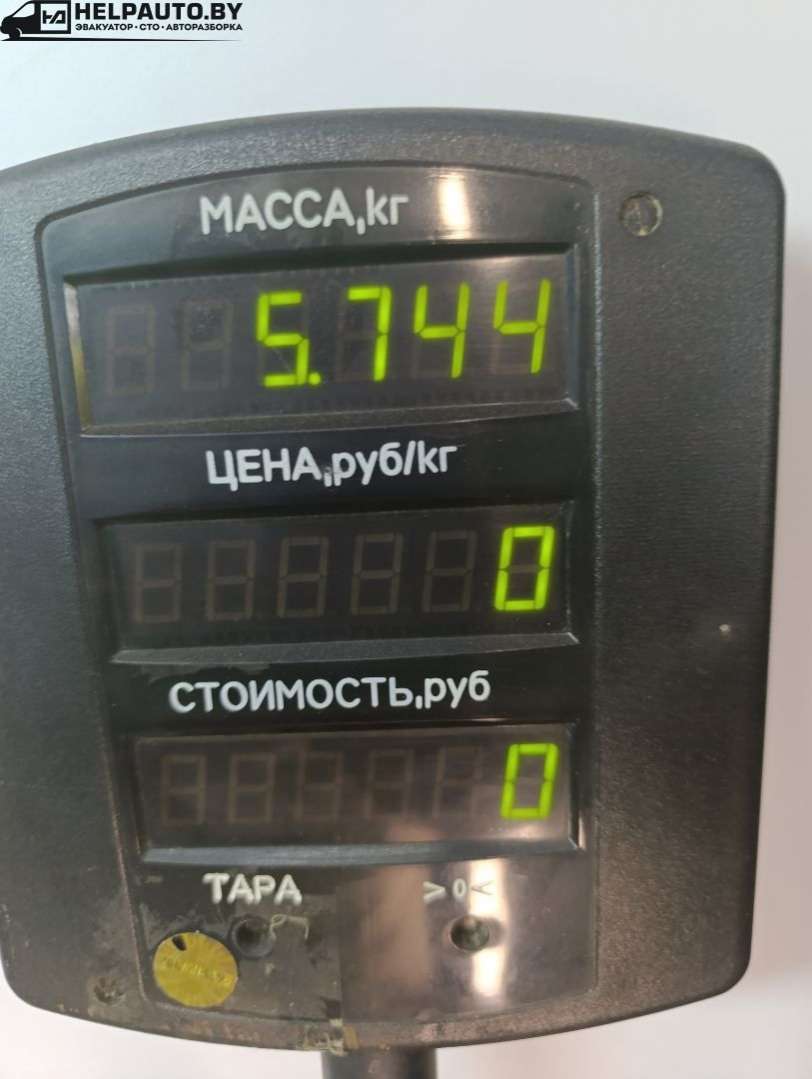 HELPAUTO.BY
ЭВАКУАТОР • СТО • АВТОРАЗБОРКА
МАССА,кг
5.744
ЦЕНА,руб/кг
0
СТОИМОСТЬ,руб
0
ТАРА >0<